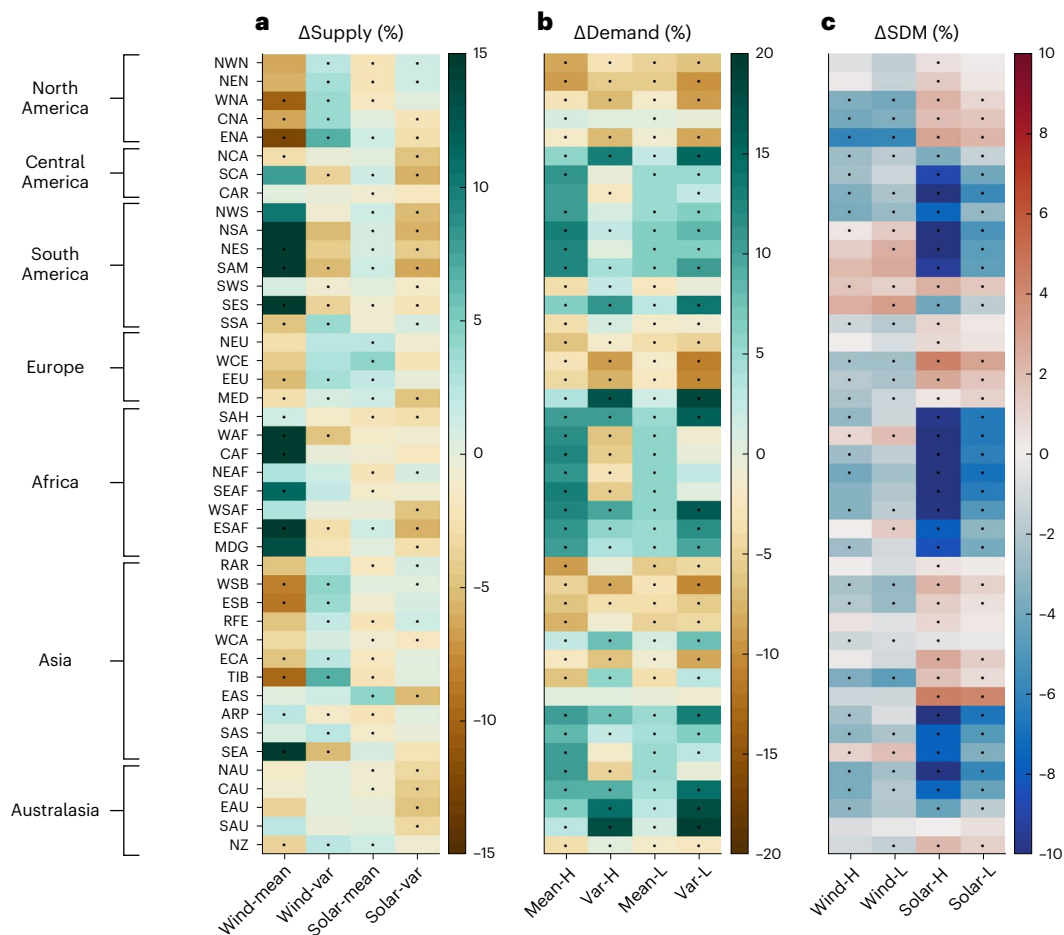 a
b
c
ΔSupply (%)
ΔDemand (%)
ΔSDM (%)
North
America
Central
America
South
America
Europe
Africa
Asia
Australasia
NWN
NEN
WNA
CNA
ENA
NCA
SCA
CAR
NWS
NSA
NES
SAM
SWS
SES
SSA
NEU
WCE
EEU
MED
SAH
WAF
CAF
NEAF
SEAF
WSAF
ESAF
MDG
RAR
WSB
ESB
RFE
WCA
ECA
TIB
EAS
ARP
SAS
SEA
NAU
CAU
EAU
SAU
NZ
15
10
5
0
−5
−10
−15
20
15
10
5
0
−5
−10
−15
−20
10
8
6
4
2
0
−2
−4
−6
−8
−10
Wind-mean
Wind-var
Solar-mean
Solar-var
Mean-H
Var-H
Mean-L
Var-L
Wind-H
Wind-L
Solar-H
Solar-L